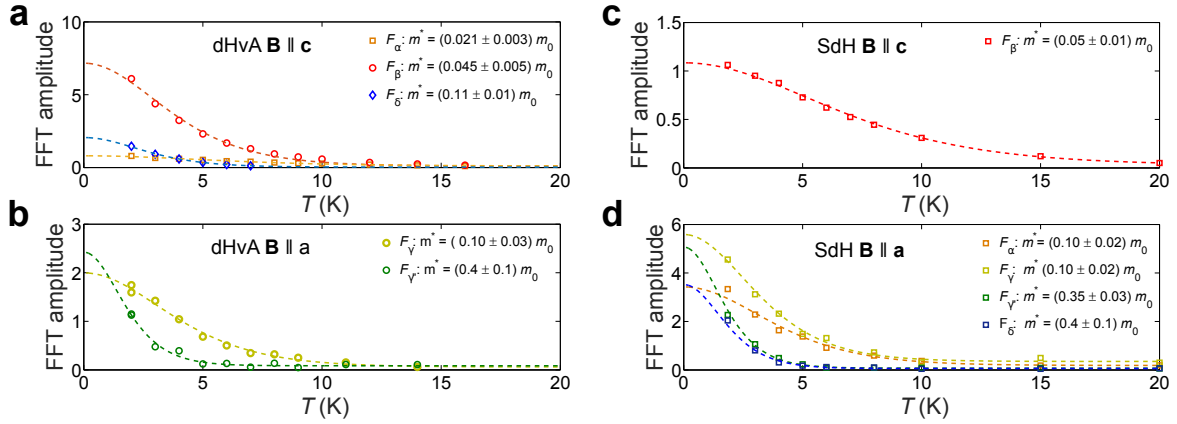 a
dHvA B ∥ c
F_α: m* = (0.021 ± 0.003) m_0
F_β: m* = (0.045 ± 0.005) m_0
F_δ: m* = (0.11 ± 0.01) m_0
FFT amplitude
10
5
0
0 5 10 15 20
T (K)
b
dHvA B ∥ a
F_γ: m* = ( 0.10 ± 0.03) m_0
F_γ': m* = (0.4 ± 0.1) m_0
FFT amplitude
3
2
1
0
0 5 10 15 20
T (K)
c
SdH B ∥ c
F_β: m* = (0.05 ± 0.01) m_0
FFT amplitude
1.5
1
0.5
0
0 5 10 15 20
T (K)
d
SdH B ∥ a
F_α: m* = (0.10 ± 0.02) m_0
F_γ: m* (0.10 ± 0.02) m_0
F_γ': m* = (0.35 ± 0.03) m_0
F_δ: m* = (0.4 ± 0.1) m_0
FFT amplitude
6
4
2
0
0 5 10 15 20
T (K)